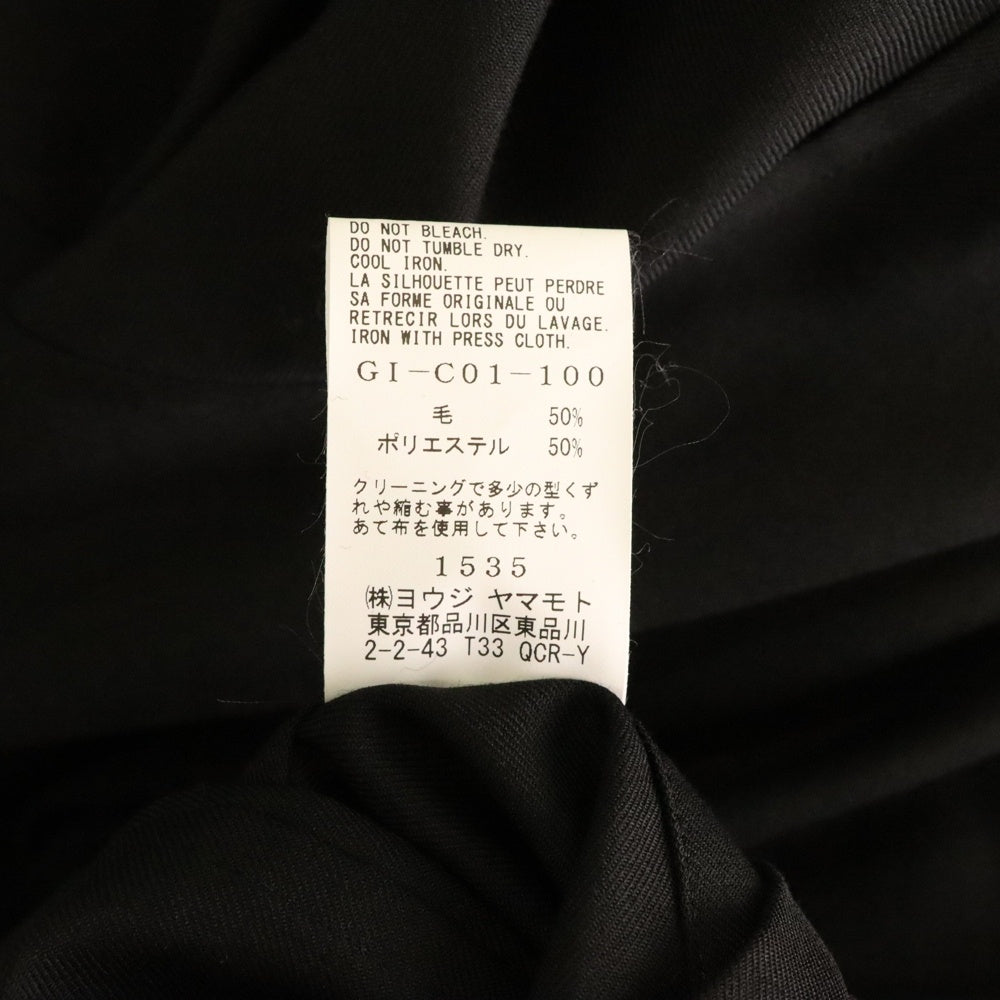 DO NOT BLEACH.
DO NOT TUMBLE DRY.
COOL IRON.
LA SILHOUETTE PEUT PERDRE
SA FORME ORIGINALE OU
RETRECIR LORS DU LAVAGE.
IRON WITH PRESS CLOTH.
GI-C01-100
毛 50%
ポリエステル 50%
クリーニングで多少の型くず
れや縮む事があります。
あて布を使用して下さい。
1535
㈱ヨウジ ヤマモト
東京都品川区東品川
2-2-43 T33 QCR-Y